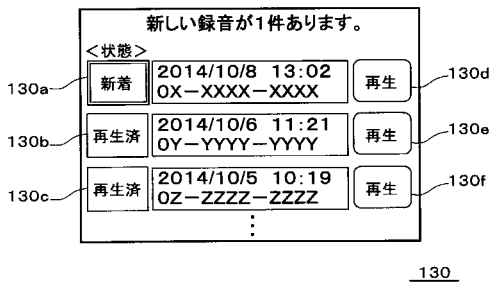 新しい録音が1件あります。
<状態>
130a 新着 2014/10/8 13:02 再生 130d
0X-XXXX-XXXX
130b 再生済 2014/10/6 11:21 再生 130e
0Y-YYYY-YYYY
130c 再生済 2014/10/5 10:19 再生 130f
0Z-ZZZZ-ZZZZ
⋮
130